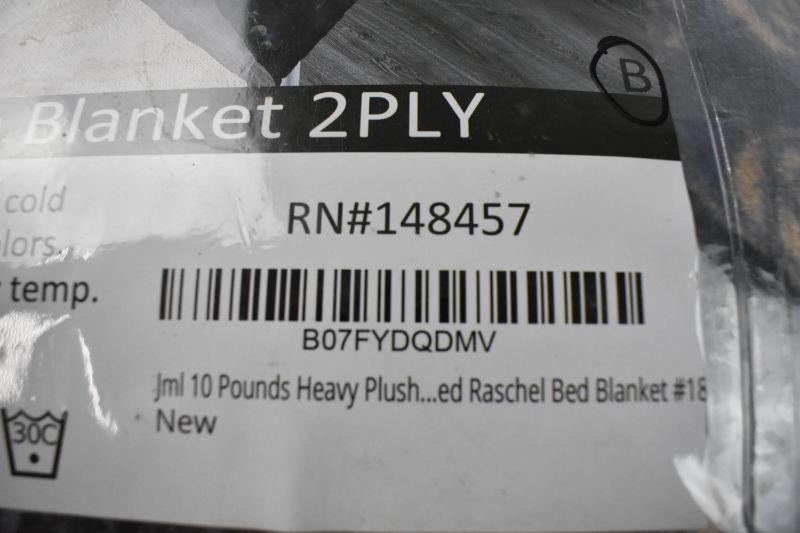 B
Blanket 2PLY
cold
RN#148457
olors.
temp.
B07FYDQDMV
Jml 10 Pounds Heavy Plush...ed Raschel Bed Blanket #18
New
30C